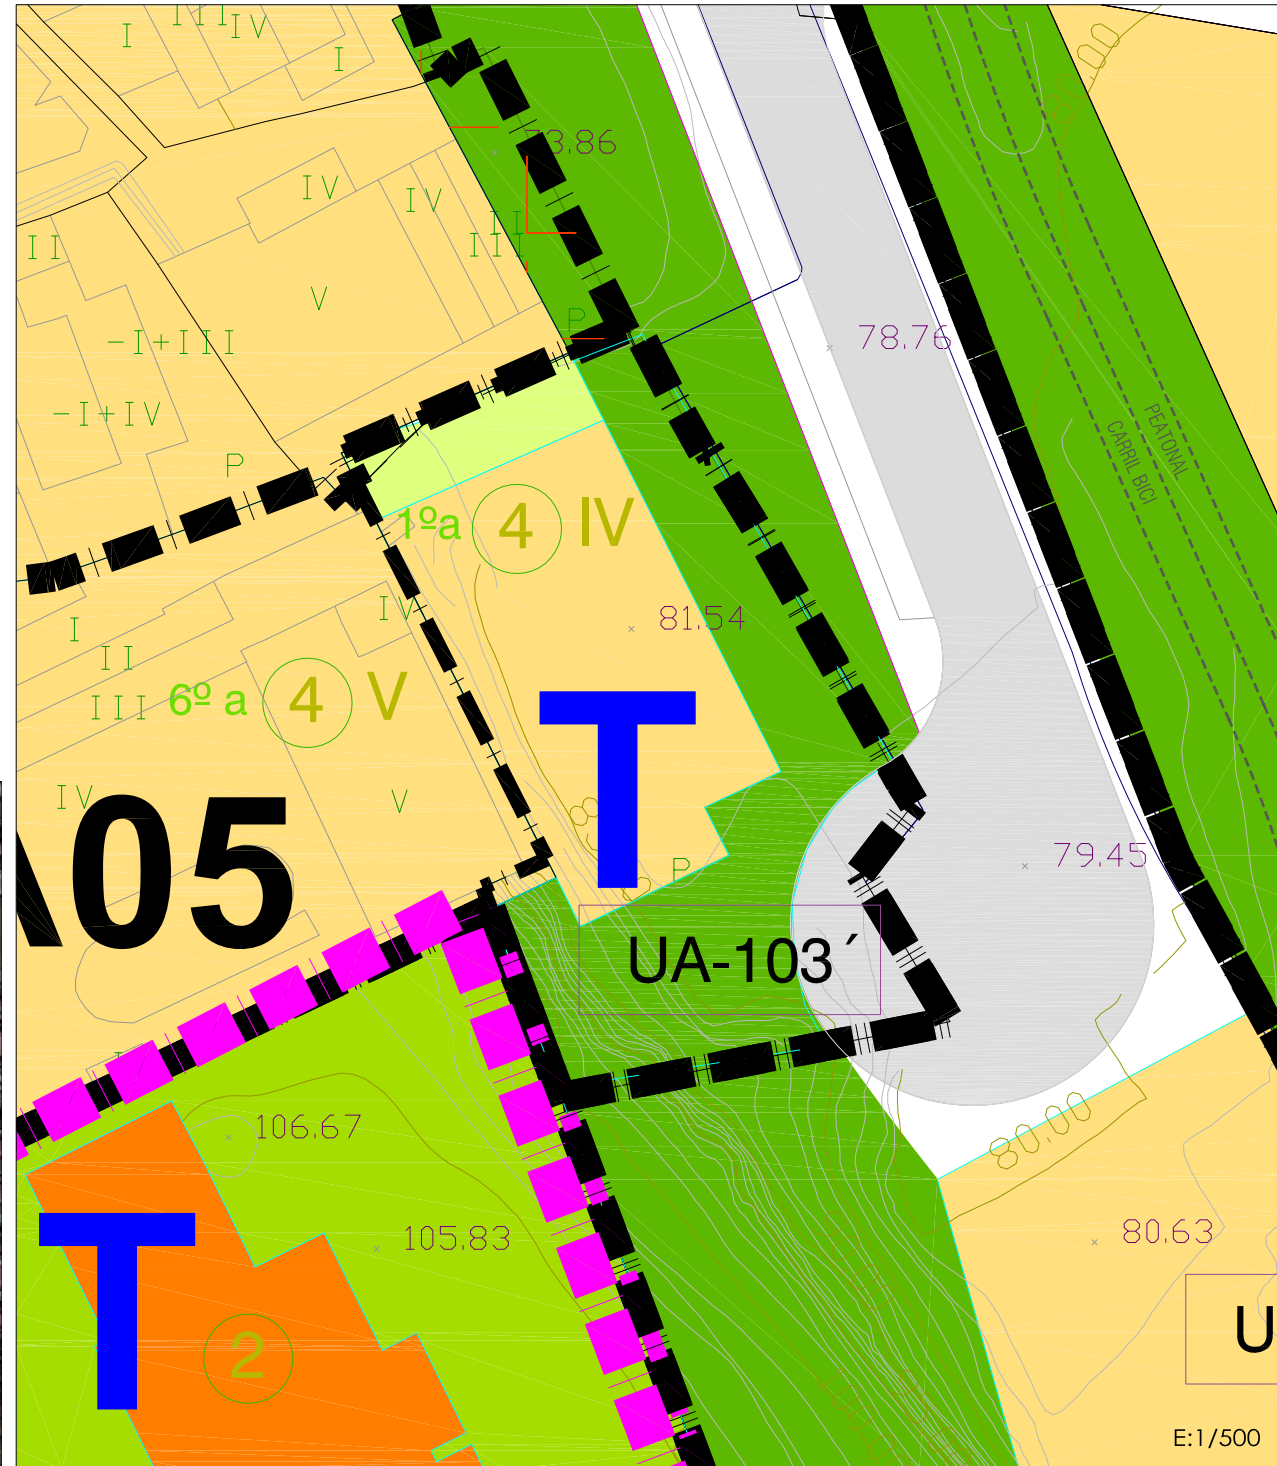 I
III
IV
I
73.86
IV
IV
II
III
II
V
P
-I+III
78.76
-I+IV
PEATONAL
CARRIL BICI
P
1ºa 4 IV
IV
81.54
I
II
III
6º a 4 V
IV
V
A05
79.45
P
UA-103´
I
106.67
80.00
105.83
80.63
T
T
2
U
E:1/500